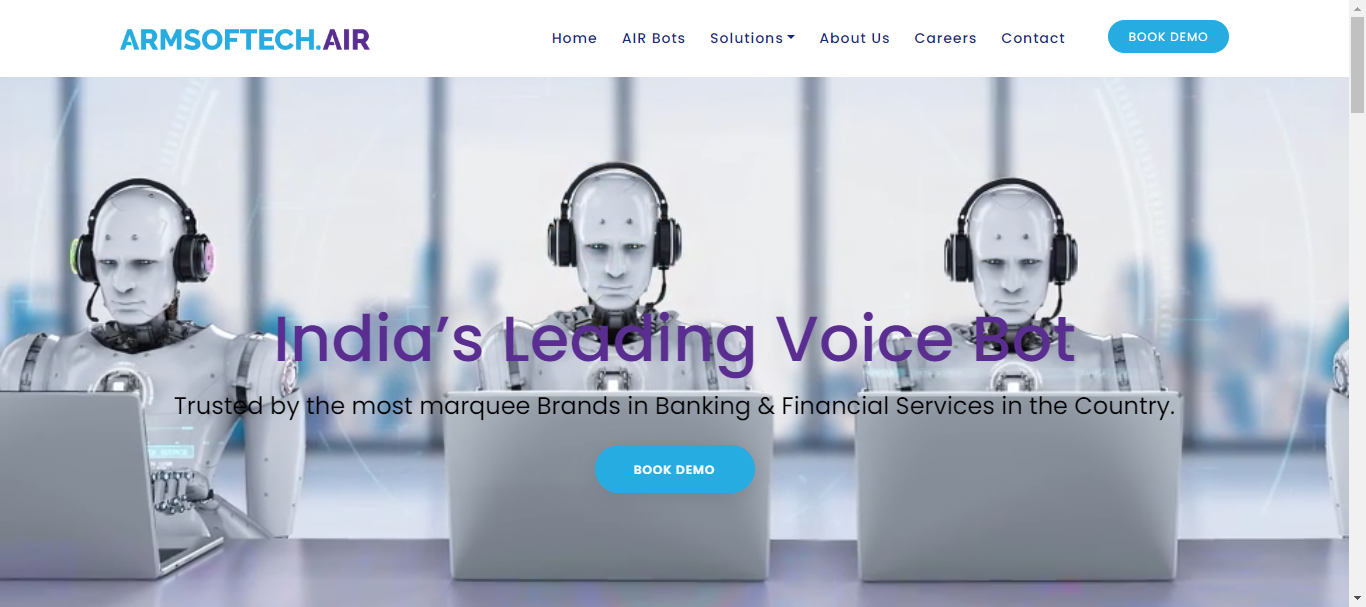 ARMSOFTECH.AIR
Home AIR Bots Solutions About Us Careers Contact BOOK DEMO
India’s Leading Voice Bot
Trusted by the most marquee Brands in Banking & Financial Services in the Country.
BOOK DEMO